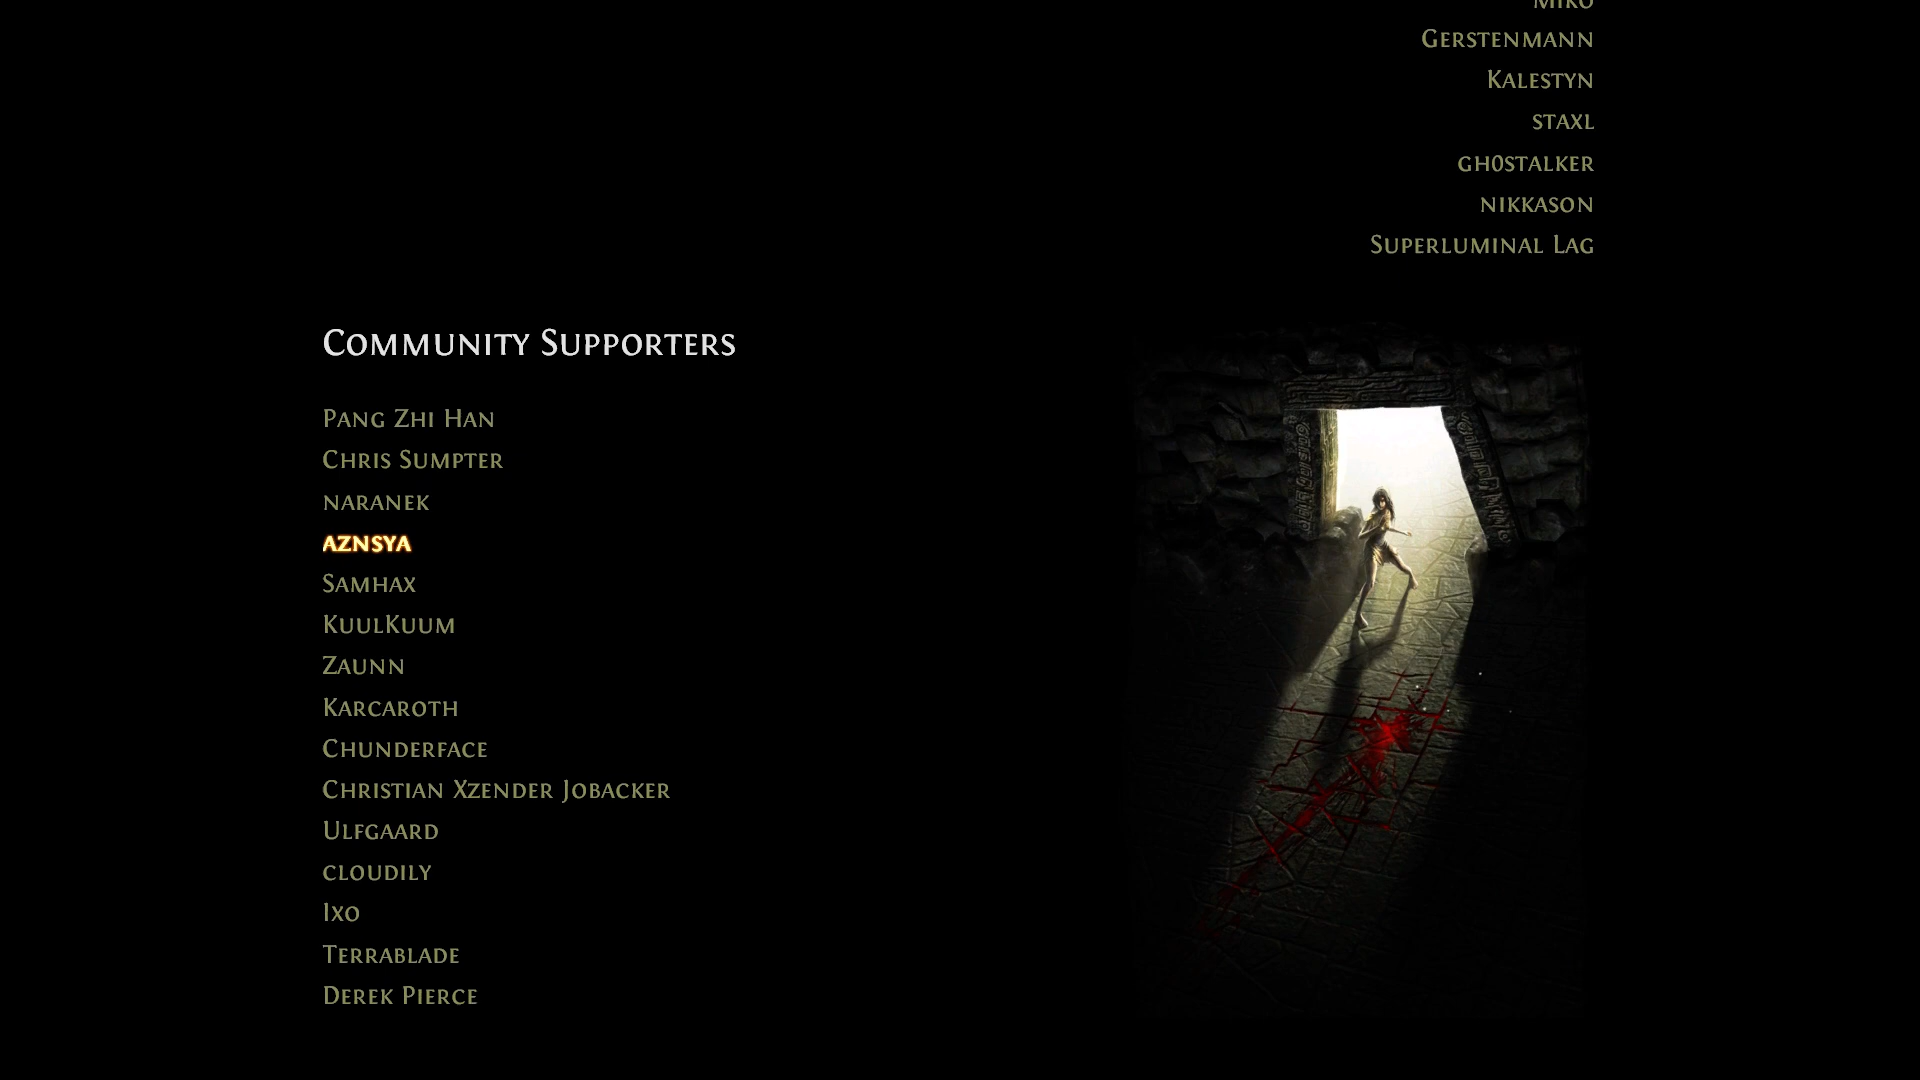 Miko
Gerstenmann
Kalestyn
staxl
gh0stalker
nikkason
Superluminal Lag
Community Supporters
Pang Zhi Han
Chris Sumpter
naranek
aznsya
Samhax
KuulKuum
Zaunn
Karcaroth
Chunderface
Christian Xzender Jobacker
Ulfgaard
cloudily
Ixo
Terrablade
Derek Pierce